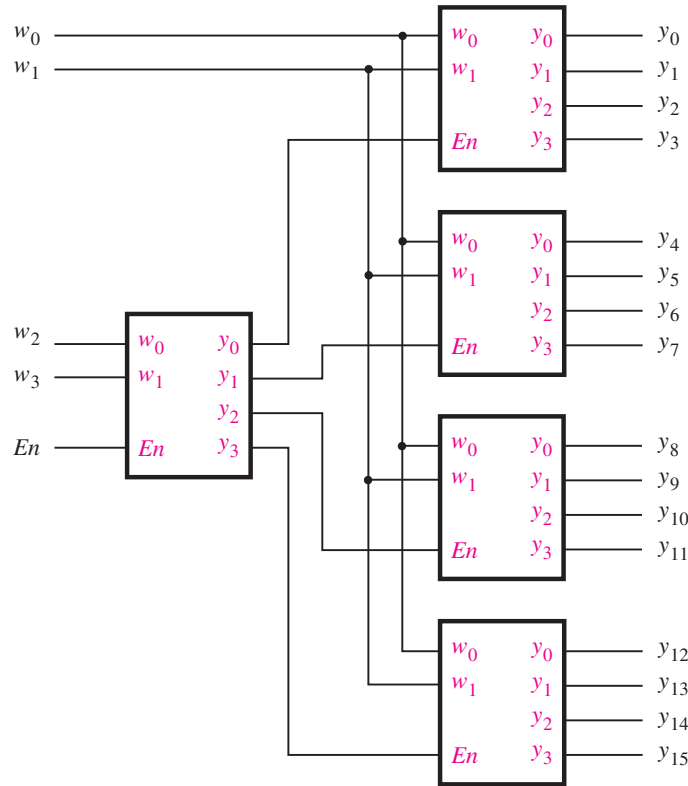 w0 w0 y0 y0
w1 w1 y1 y1
y2 y2
En y3 y3
w0 y0 y4
w1 y1 y5
y2 y6
En y3 y7
w2 w0 y0
w3 w1 y1
y2
En En y3
w0 y0 y8
w1 y1 y9
y2 y10
En y3 y11
w0 y0 y12
w1 y1 y13
y2 y14
En y3 y15